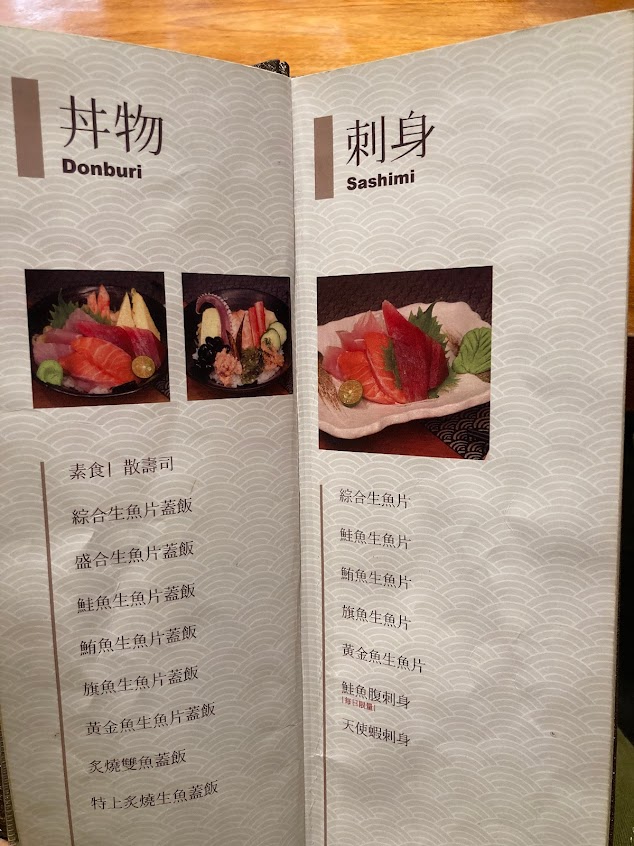 丼物
Donburi
素食| 散壽司
綜合生魚片蓋飯
盛合生魚片蓋飯
鮭魚生魚片蓋飯
鮪魚生魚片蓋飯
旗魚生魚片蓋飯
黃金魚生魚片蓋飯
炙燒雙魚蓋飯
特上炙燒生魚蓋飯
刺身
Sashimi
綜合生魚片
鮭魚生魚片
鮪魚生魚片
旗魚生魚片
黃金魚生魚片
鮭魚腹刺身
[每日限量]
天使蝦刺身